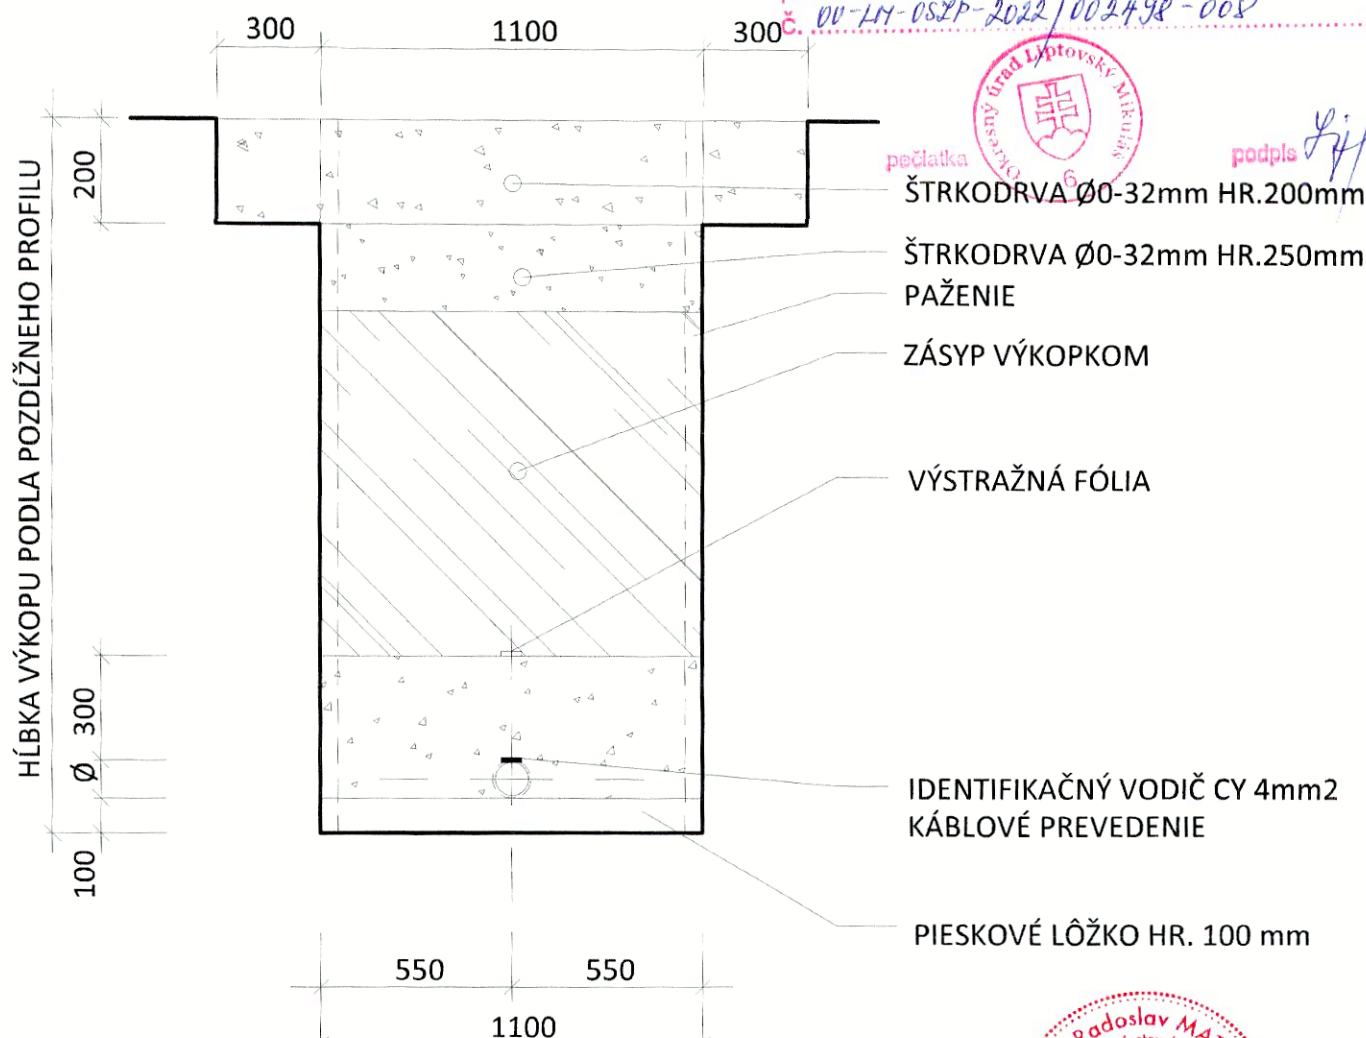 300 1100 300
Č. OU-LM-OSZP-2022/002498-008
Okresný úrad Liptovský Mikuláš
6
pečiatka
podpis
HĹBKA VÝKOPU PODLA POZDĹŽNEHO PROFILU
200
ŠTRKODRVA Ø0-32mm HR.200mm
ŠTRKODRVA Ø0-32mm HR.250mm
PAŽENIE
ZÁSYP VÝKOPKOM
VÝSTRAŽNÁ FÓLIA
300
Ø
IDENTIFIKAČNÝ VODIČ CY 4mm2
KÁBLOVÉ PREVEDENIE
100
PIESKOVÉ LÔŽKO HR. 100 mm
550 550
1100
Radoslav